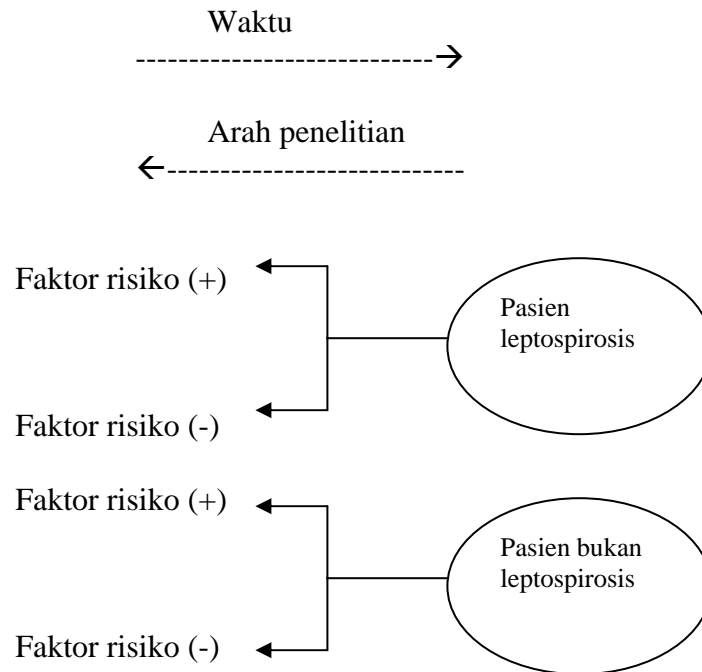 Waktu
Arah penelitian
Faktor risiko (+)
Pasien
leptospirosis
Faktor risiko (-)
Faktor risiko (+)
Pasien bukan
leptospirosis
Faktor risiko (-)